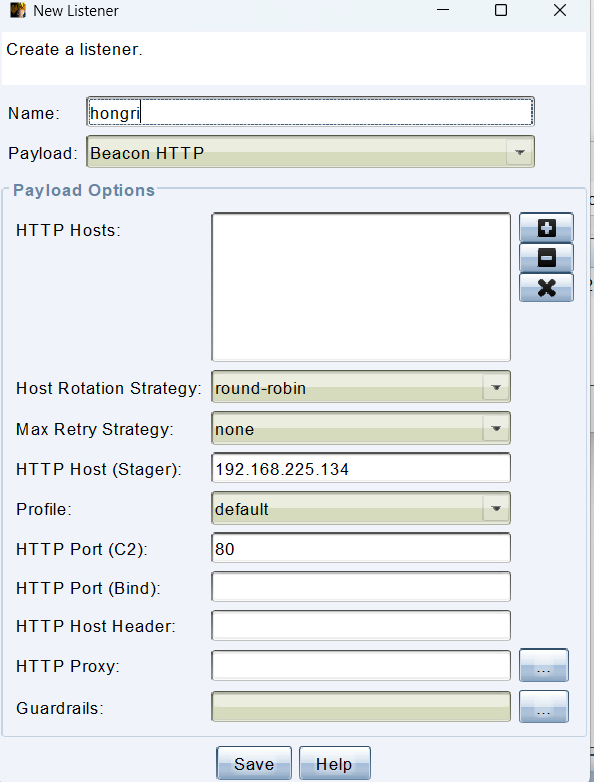 New Listener
Create a listener.
Name: hongri
Payload: Beacon HTTP
Payload Options
HTTP Hosts:
Host Rotation Strategy: round-robin
Max Retry Strategy: none
HTTP Host (Stager): 192.168.225.134
Profile: default
HTTP Port (C2): 80
HTTP Port (Bind):
HTTP Host Header:
HTTP Proxy: ...
Guardrails: ...
Save Help